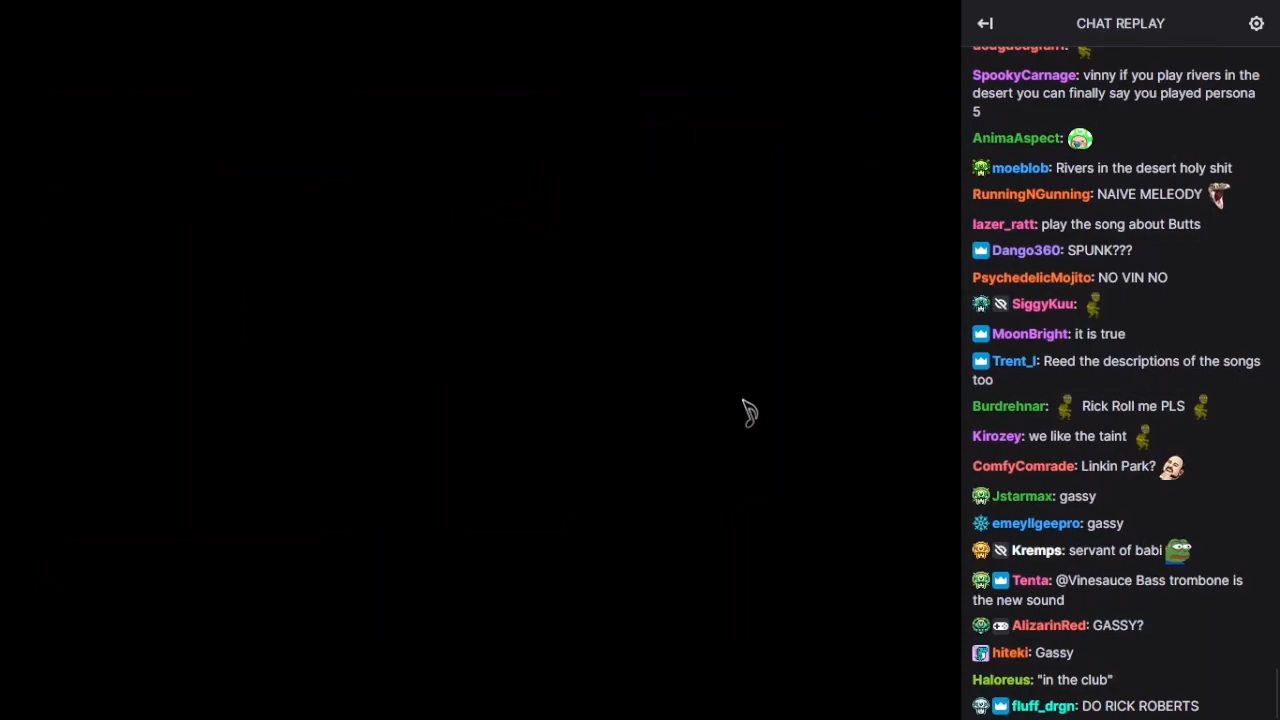 CHAT REPLAY
SpookyCarnage: vinny if you play rivers in the
desert you can finally say you played persona
5
AnimaAspect:
moeblob: Rivers in the desert holy shit
RunningNGunning: NAIVE MELEODY
lazer_ratt: play the song about Butts
Dango360: SPUNK???
PsychedelicMojito: NO VIN NO
SiggyKuu:
MoonBright: it is true
Trent_I: Reed the descriptions of the songs
too
Burdrehnar: Rick Roll me PLS
Kirozey: we like the taint
ComfyComrade: Linkin Park?
Jstarmax: gassy
emeyllgeepro: gassy
Kremps: servant of babi
Tenta: @Vinesauce Bass trombone is
the new sound
AlizarinRed: GASSY?
hiteki: Gassy
Haloreus: "in the club"
fluff_drgn: DO RICK ROBERTS